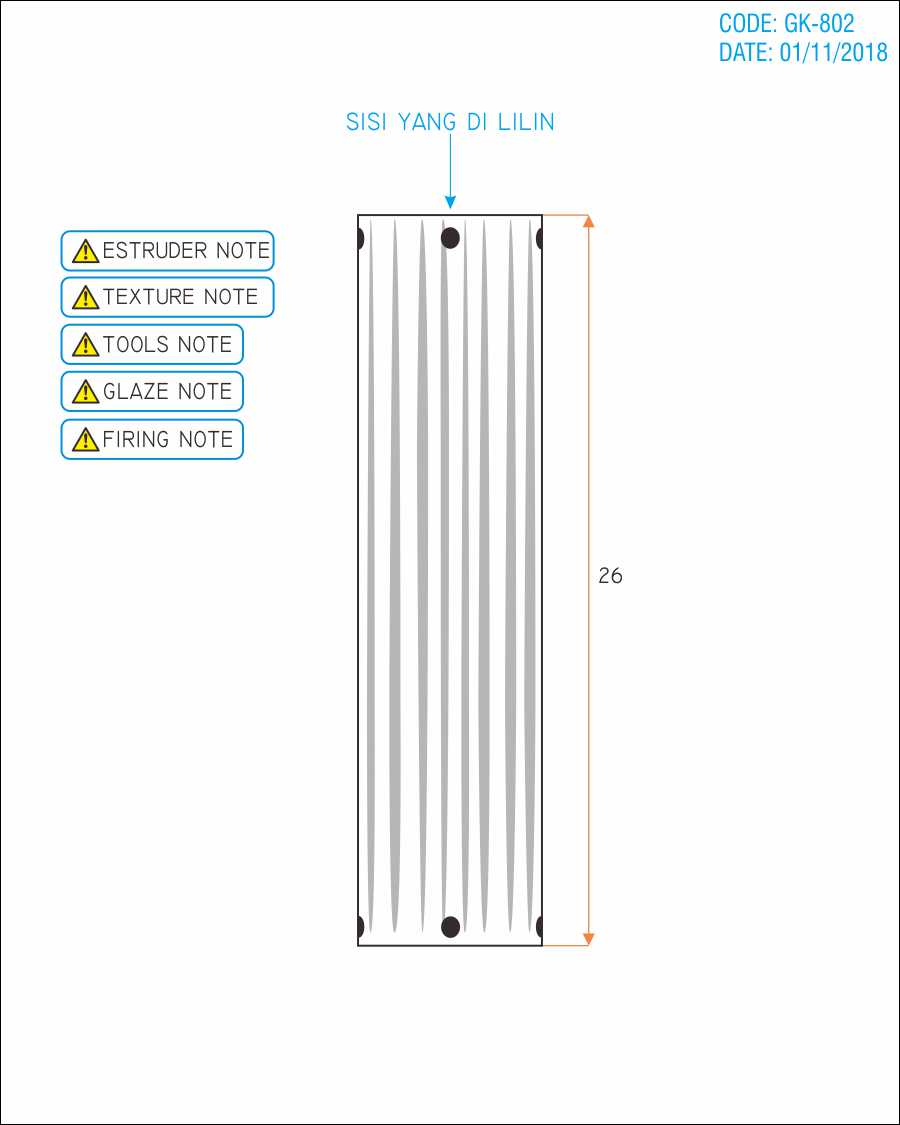 CODE: GK-802
DATE: 01/11/2018
SISI YANG DI LILIN
ESTRUDER NOTE
TEXTURE NOTE
TOOLS NOTE
GLAZE NOTE
FIRING NOTE
26